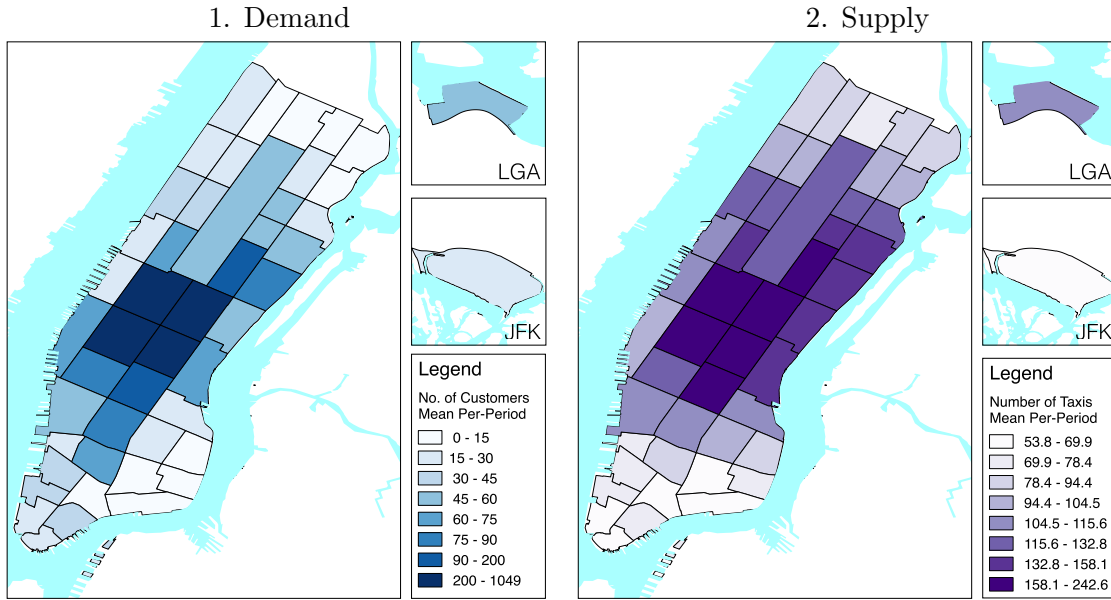 1. Demand
2. Supply
LGA
JFK
Legend
No. of Customers
Mean Per-Period
0 - 15
15 - 30
30 - 45
45 - 60
60 - 75
75 - 90
90 - 200
200 - 1049
LGA
JFK
Legend
Number of Taxis
Mean Per-Period
53.8 - 69.9
69.9 - 78.4
78.4 - 94.4
94.4 - 104.5
104.5 - 115.6
115.6 - 132.8
132.8 - 158.1
158.1 - 242.6